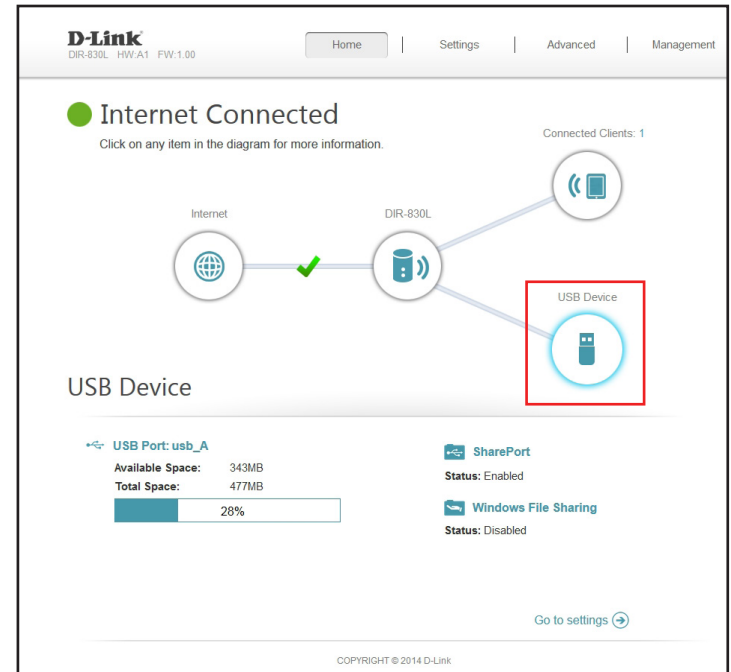 D-Link
DIR-830L HW:A1 FW:1.00
Home
Settings
Advanced
Management
Internet Connected
Click on any item in the diagram for more information.
Connected Clients: 1
Internet
DIR-830L
USB Device
USB Device
USB Port: usb_A
Available Space: 343MB
Total Space: 477MB
28%
SharePort
Status: Enabled
Windows File Sharing
Status: Disabled
Go to settings
COPYRIGHT © 2014 D-Link